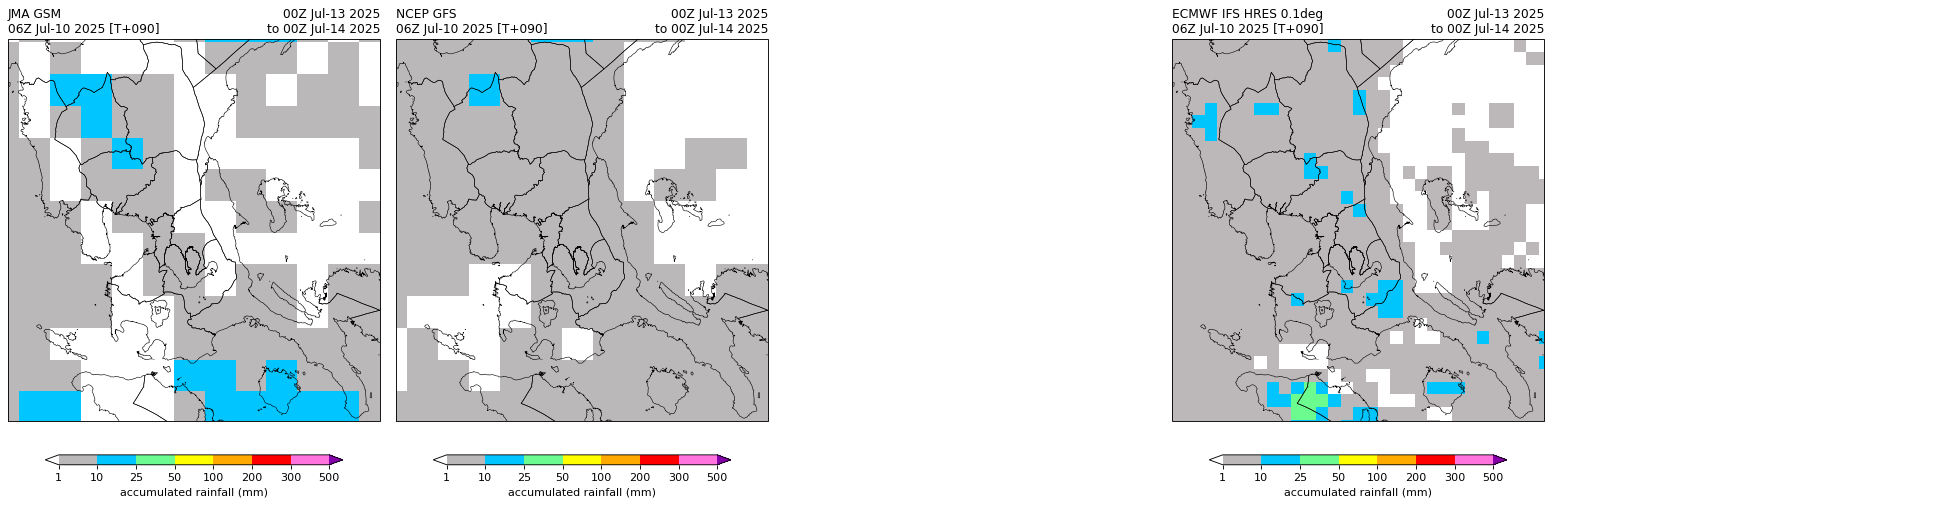 JMA GSM 00Z Jul-13 2025
06Z Jul-10 2025 [T+090] to 00Z Jul-14 2025
1 10 25 50 100 200 300 500
accumulated rainfall (mm)
NCEP GFS 00Z Jul-13 2025
06Z Jul-10 2025 [T+090] to 00Z Jul-14 2025
1 10 25 50 100 200 300 500
accumulated rainfall (mm)
ECMWF IFS HRES 0.1deg 00Z Jul-13 2025
06Z Jul-10 2025 [T+090] to 00Z Jul-14 2025
1 10 25 50 100 200 300 500
accumulated rainfall (mm)